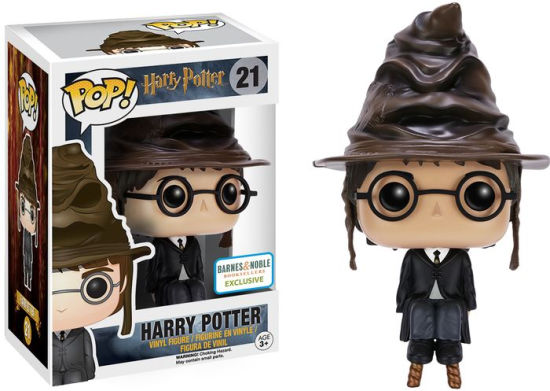 POP!
Harry Potter
21
BARNES & NOBLE
BOOKSELLERS
EXCLUSIVE
HARRY POTTER
VINYL FIGURE / FIGURINE EN VINYLE /
FIGURA DE VINIL
WARNING: Choking Hazard.
May contain small parts.
AGE
3+